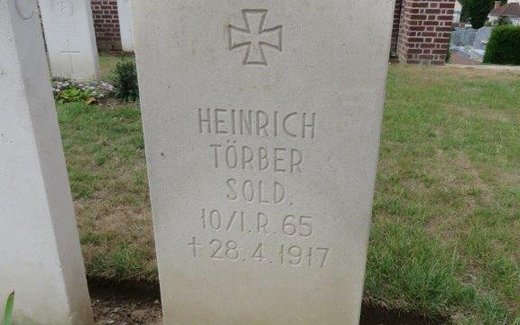 HEINRICH
TÖRBER
SOLD.
10/I.R.65
† 28.4.1917